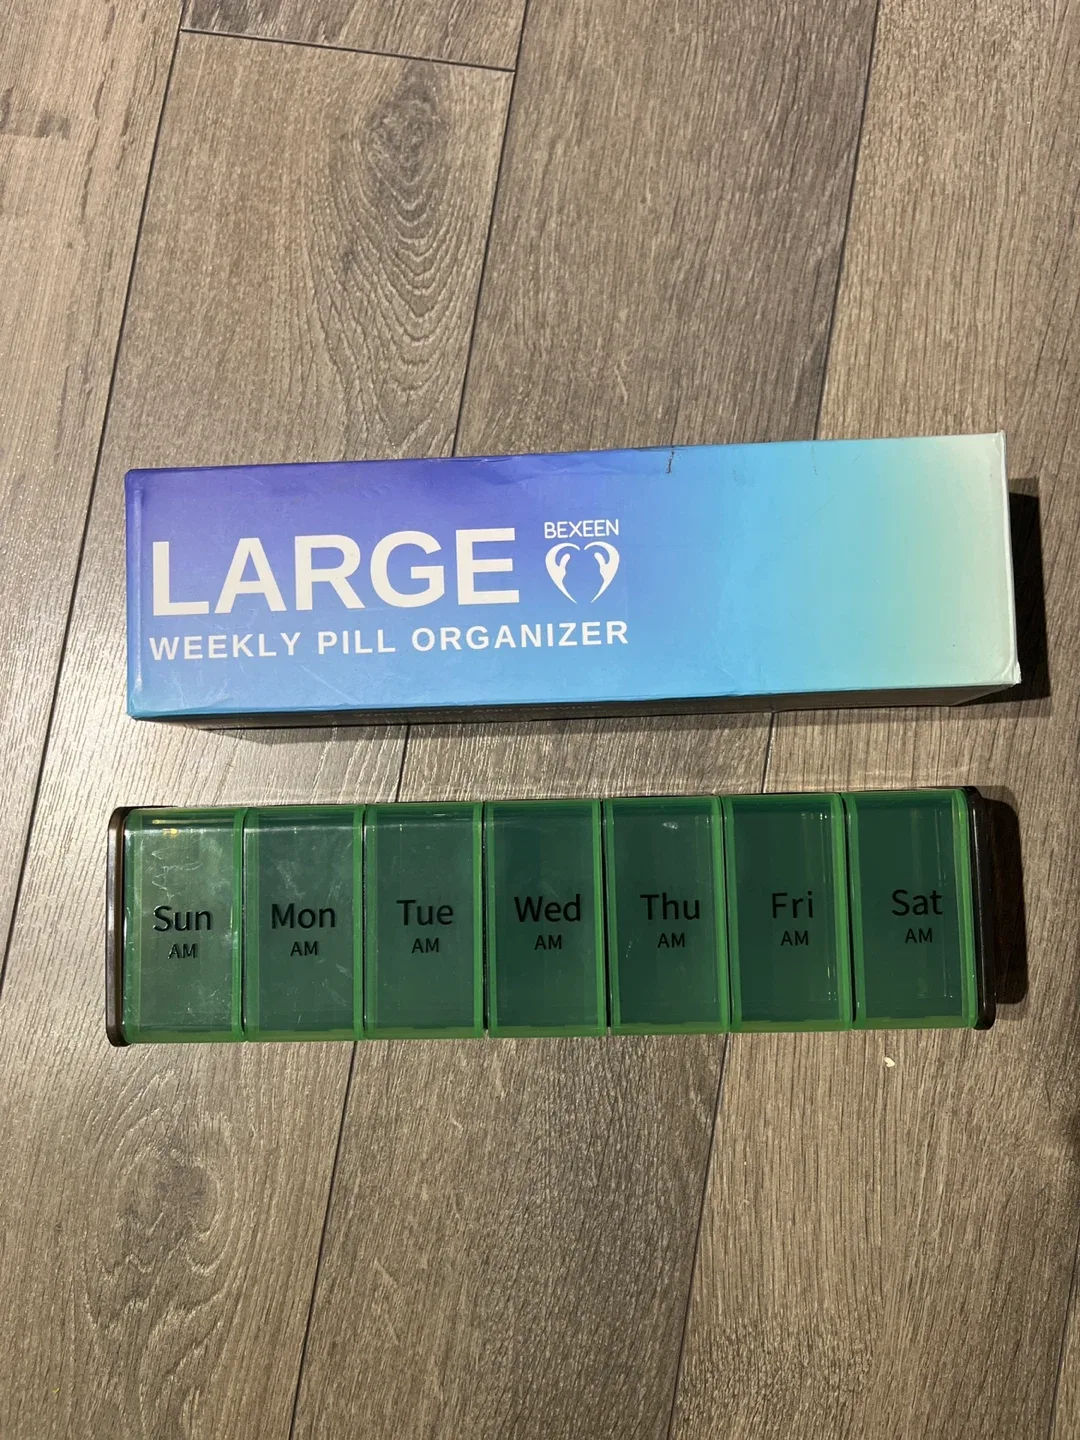 BEXEEN
LARGE
WEEKLY PILL ORGANIZER
Sun Mon Tue Wed Thu Fri Sat
AM AM AM AM AM AM AM